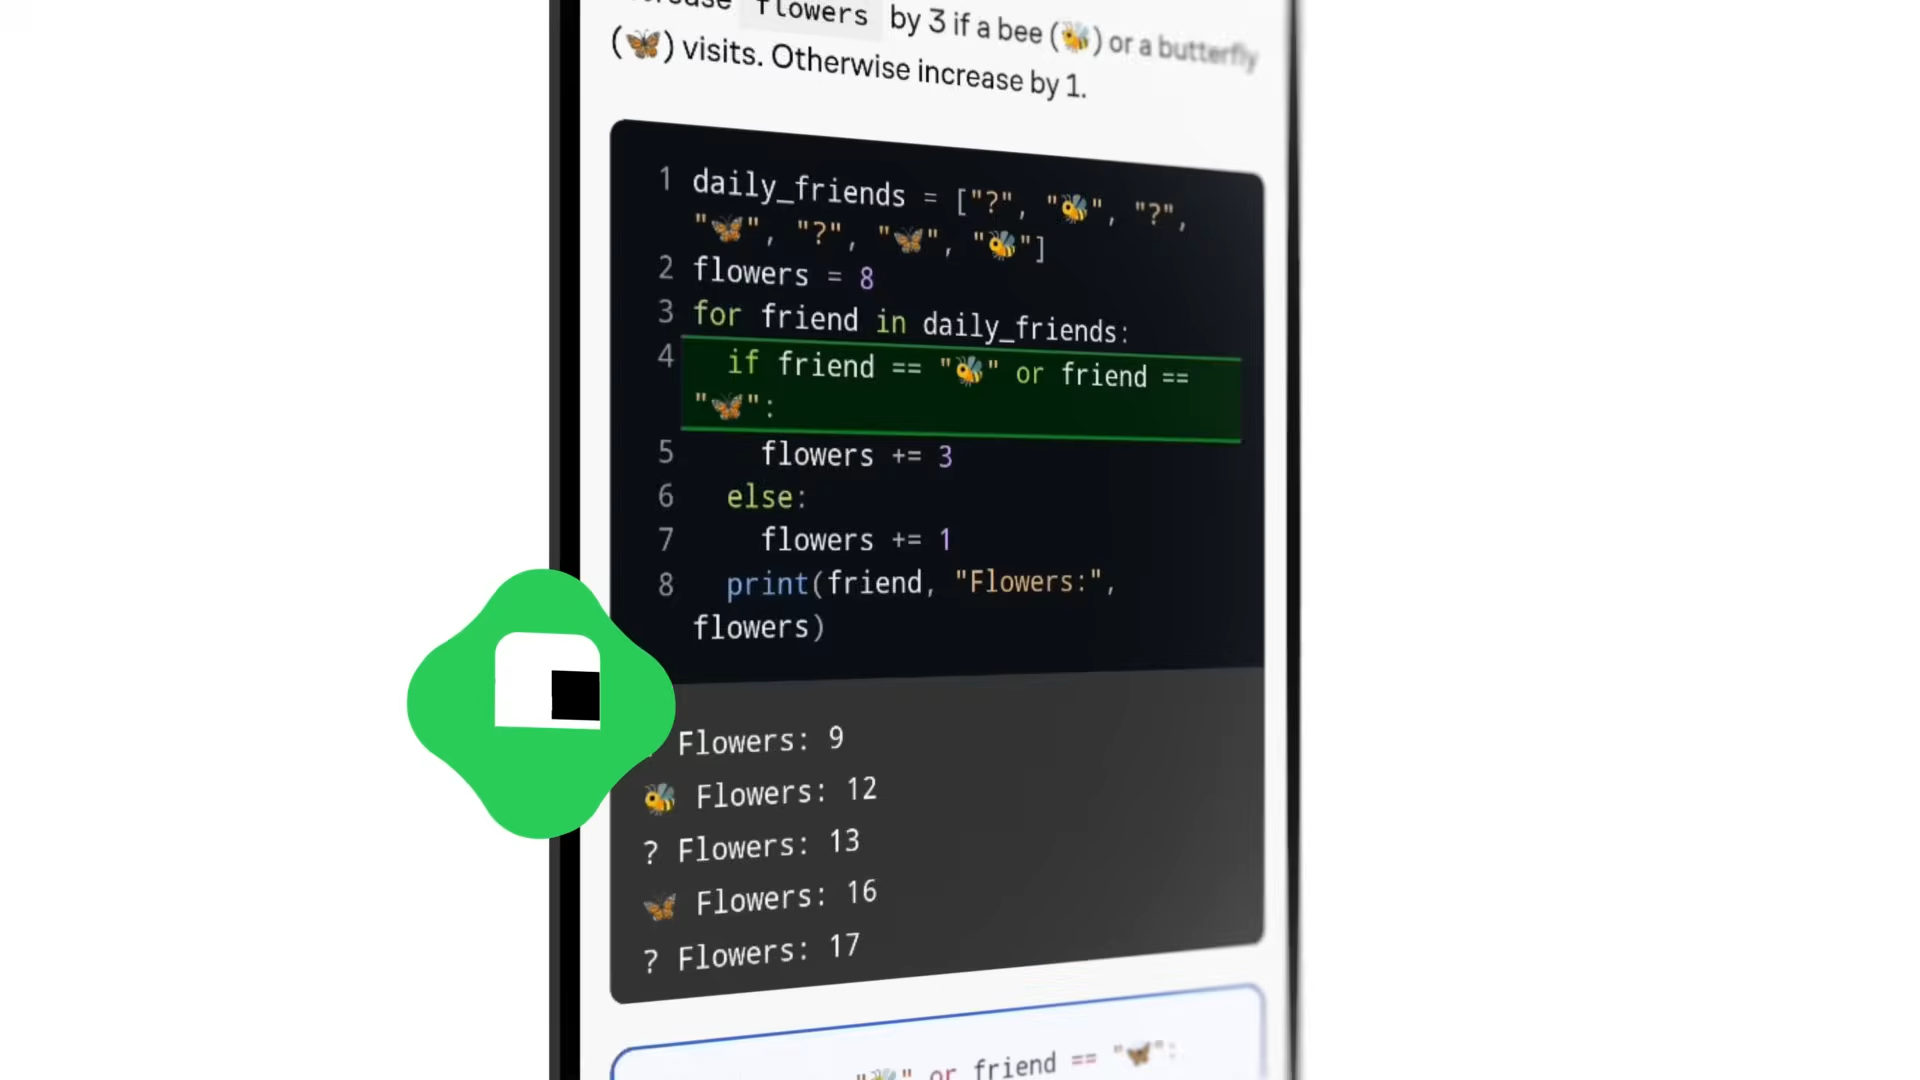 flowers by 3 if a bee (🐝) or a butterfly
(🦋) visits. Otherwise increase by 1.
1 daily_friends = ["?", "🐝", "?",
"🦋", "?", "🦋", "🐝"]
2 flowers = 8
3 for friend in daily_friends:
4 if friend == "🐝" or friend ==
"🦋":
5 flowers += 3
6 else:
7 flowers += 1
8 print(friend, "Flowers:",
flowers)
Flowers: 9
🐝 Flowers: 12
? Flowers: 13
🦋 Flowers: 16
? Flowers: 17
"🐝" or friend == "🦋":